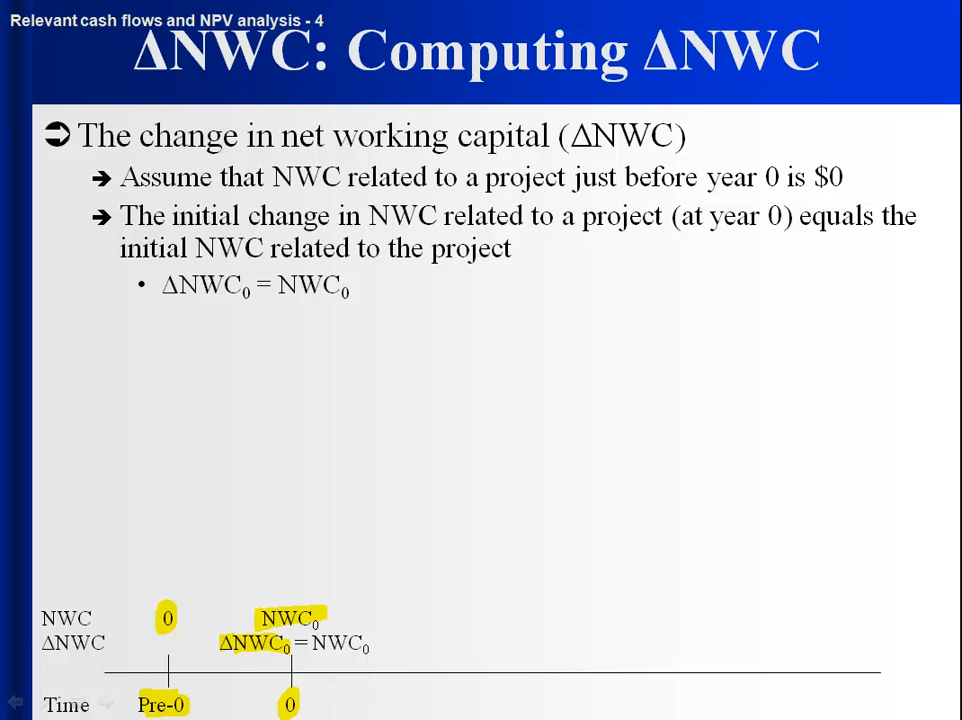 Relevant cash flows and NPV analysis - 4
ΔNWC: Computing ΔNWC
The change in net working capital (ΔNWC)
Assume that NWC related to a project just before year 0 is $0
The initial change in NWC related to a project (at year 0) equals the
initial NWC related to the project
• ΔNWC₀ = NWC₀
NWC 0 NWC₀
ΔNWC ΔNWC₀ = NWC₀
Time Pre-0 0